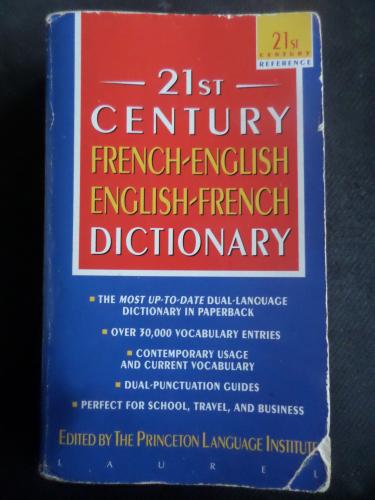 21ST
CENTURY
REFERENCE
— 21ST —
CENTURY
FRENCH-ENGLISH
ENGLISH-FRENCH
DICTIONARY
■ THE MOST UP-TO-DATE DUAL-LANGUAGE
DICTIONARY IN PAPERBACK
■ OVER 30,000 VOCABULARY ENTRIES
■ CONTEMPORARY USAGE
AND CURRENT VOCABULARY
■ DUAL-PUNCTUATION GUIDES
■ PERFECT FOR SCHOOL, TRAVEL, AND BUSINESS
EDITED BY THE PRINCETON LANGUAGE INSTITUTE
LAUREL